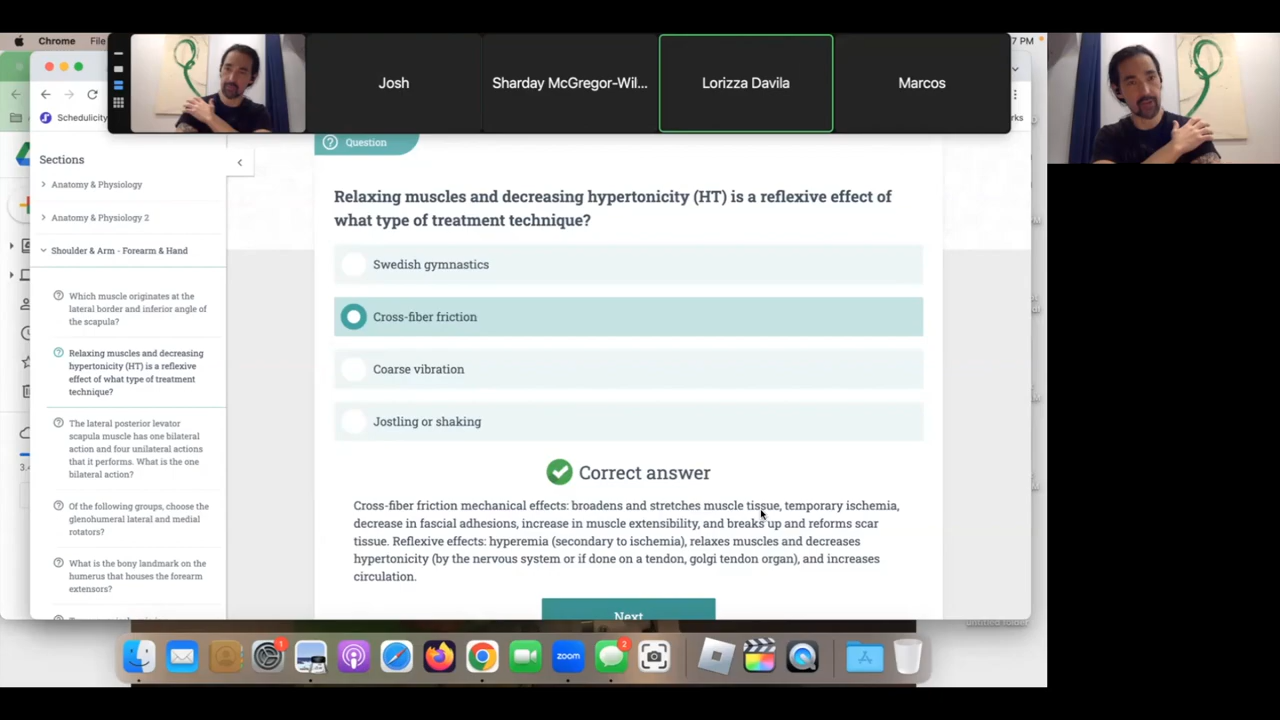 Chrome
File
7 PM
Josh
Sharday McGregor-Wil...
Lorizza Davila
Marcos
Schedulicity
rks
Sections
Anatomy & Physiology
Anatomy & Physiology 2
Shoulder & Arm - Forearm & Hand
Which muscle originates at the
lateral border and inferior angle of
the scapula?
Relaxing muscles and decreasing
hypertonicity (HT) is a reflexive
effect of what type of treatment
technique?
The lateral posterior levator
scapula muscle has one bilateral
action and four unilateral actions
that it performs. What is the one
bilateral action?
Of the following groups, choose the
glenohumeral lateral and medial
rotators?
What is the bony landmark on the
humerus that houses the forearm
extensors?
Question
Relaxing muscles and decreasing hypertonicity (HT) is a reflexive effect of
what type of treatment technique?
Swedish gymnastics
Cross-fiber friction
Coarse vibration
Jostling or shaking
Correct answer
Cross-fiber friction mechanical effects: broadens and stretches muscle tissue, temporary ischemia,
decrease in fascial adhesions, increase in muscle extensibility, and breaks up and reforms scar
tissue. Reflexive effects: hyperemia (secondary to ischemia), relaxes muscles and decreases
hypertonicity (by the nervous system or if done on a tendon, golgi tendon organ), and increases
circulation.
Next
3.4
untitled folder
1
zoom
2